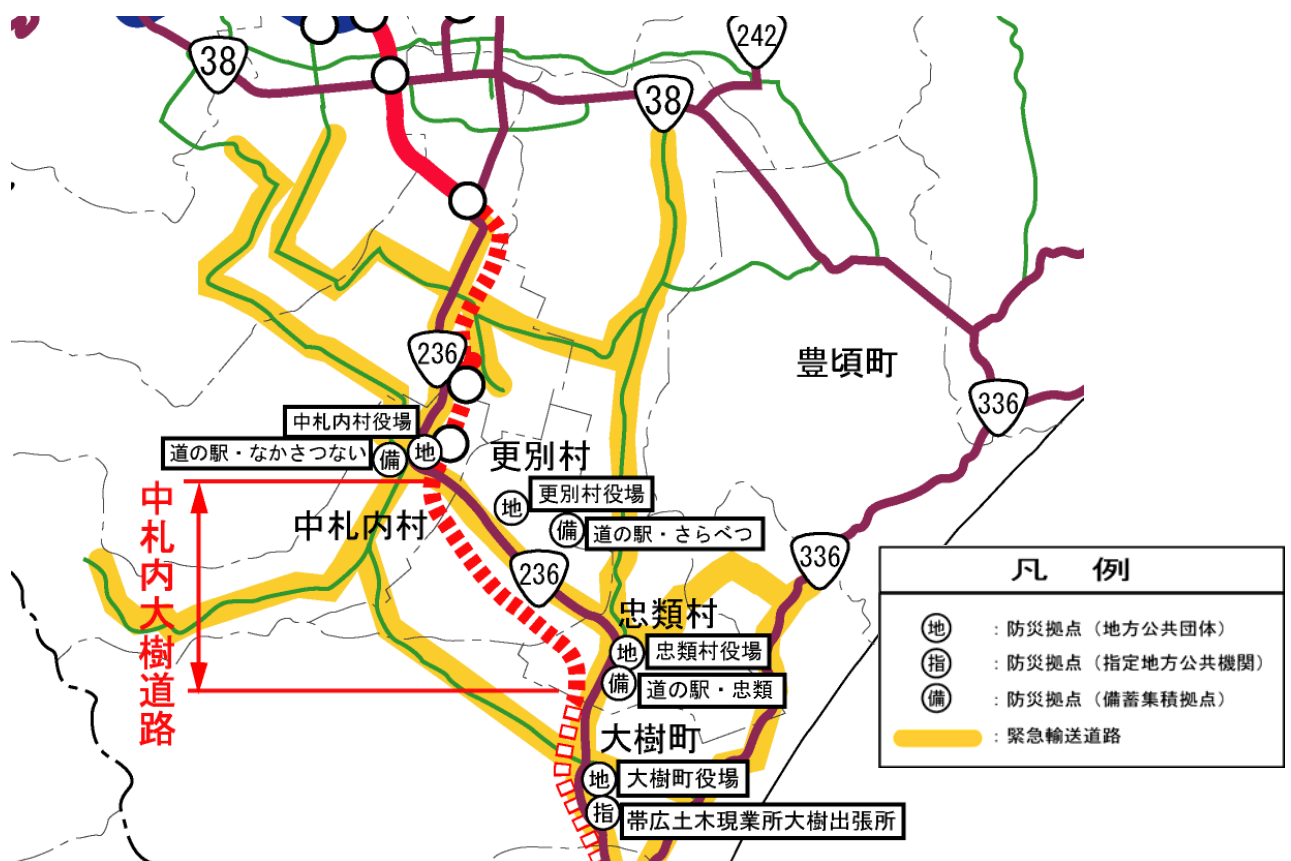 242
38
38
236
豊頃町
336
中札内村役場
道の駅・なかさつない
備
地
更別村
地
更別村役場
備
道の駅・さらべつ
中札内大樹道路
中札内村
236
336
忠類村
地
忠類村役場
備
道の駅・忠類
大樹町
地
大樹町役場
指
帯広土木現業所大樹出張所
凡 例
地 :防災拠点(地方公共団体)
指 :防災拠点(指定地方公共機関)
備 :防災拠点(備蓄集積拠点)
:緊急輸送道路